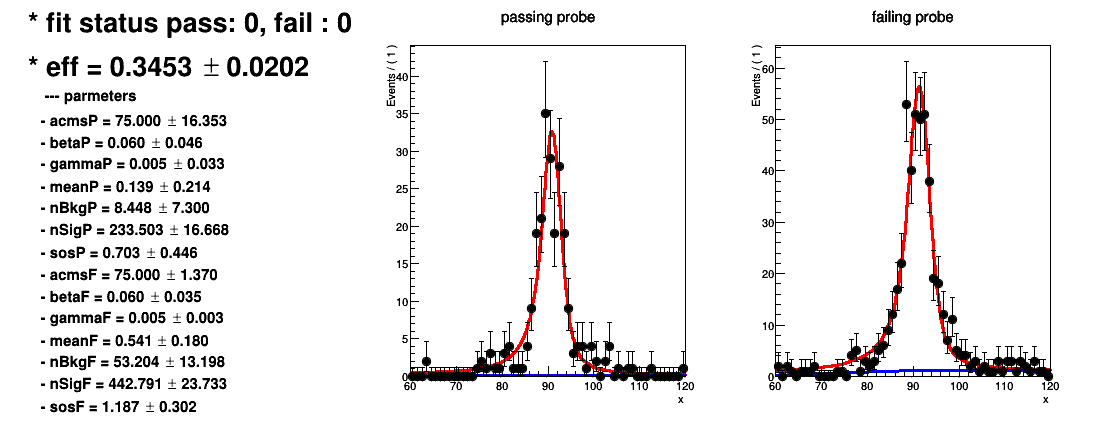 * fit status pass: 0, fail : 0
* eff = 0.3453 ± 0.0202
--- parmeters
- acmsP = 75.000 ± 16.353
- betaP = 0.060 ± 0.046
- gammaP = 0.005 ± 0.033
- meanP = 0.139 ± 0.214
- nBkgP = 8.448 ± 7.300
- nSigP = 233.503 ± 16.668
- sosP = 0.703 ± 0.446
- acmsF = 75.000 ± 1.370
- betaF = 0.060 ± 0.035
- gammaF = 0.005 ± 0.003
- meanF = 0.541 ± 0.180
- nBkgF = 53.204 ± 13.198
- nSigF = 442.791 ± 23.733
- sosF = 1.187 ± 0.302
passing probe
Events / ( 1 )
40
35
30
25
20
15
10
5
0
60 70 80 90 100 110 120
x
failing probe
Events / ( 1 )
60
50
40
30
20
10
0
60 70 80 90 100 110 120
x